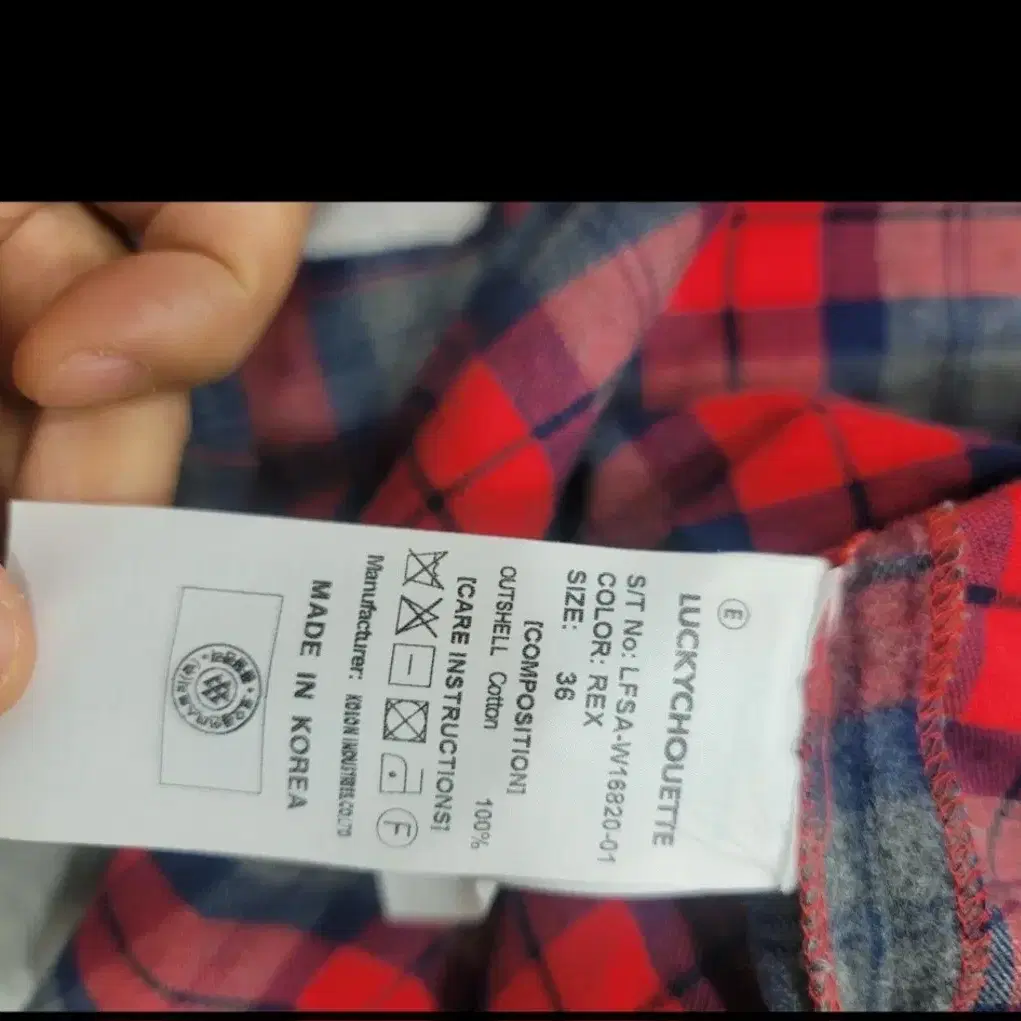 E
LUCKYCHOUETTE
S/T No: LFSA-W16820-01
COLOR: REX
SIZE: 36
[COMPOSITION]
OUTSHELL Cotton 100%
[CARE INSTRUCTIONS]
F
Manufacturer: KOLON INDUSTRIES.CO.,LTD
MADE IN KOREA